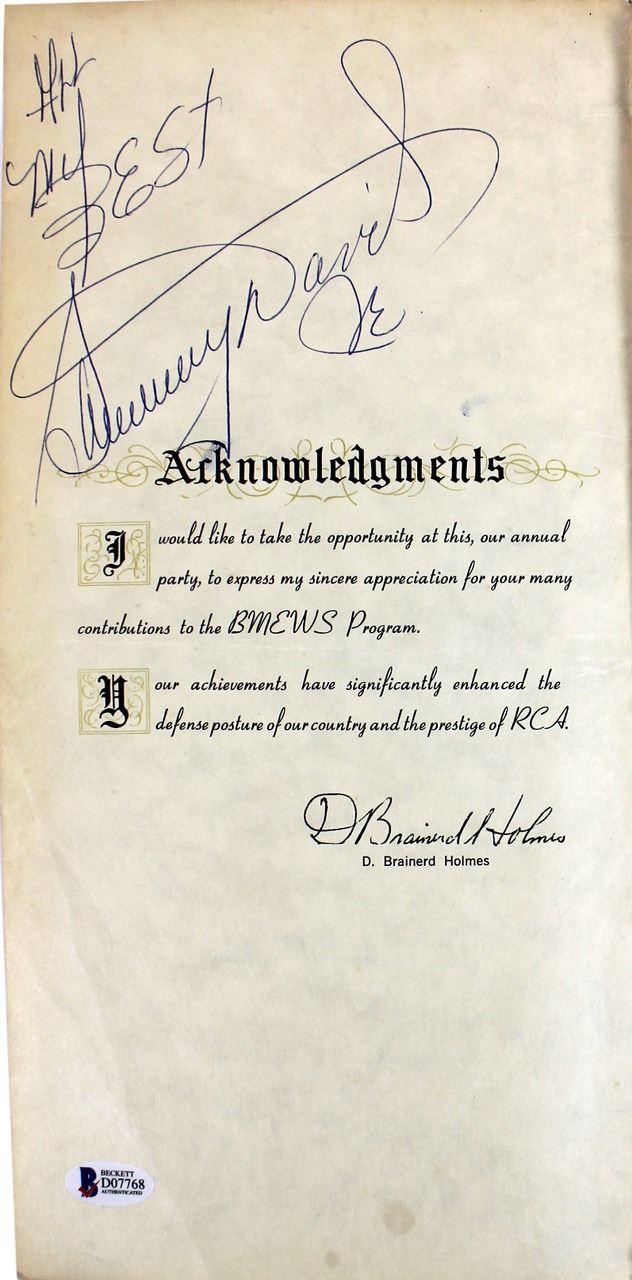 All
My BEST
Sammy Davis
JR
Acknowledgments
I would like to take the opportunity at this, our annual
party, to express my sincere appreciation for your many
contributions to the BMEWS Program.
Your achievements have significantly enhanced the
defense posture of our country and the prestige of RCA.
D Brainerd Holmes
D. Brainerd Holmes
B BECKETT
D07768
AUTHENTICATED